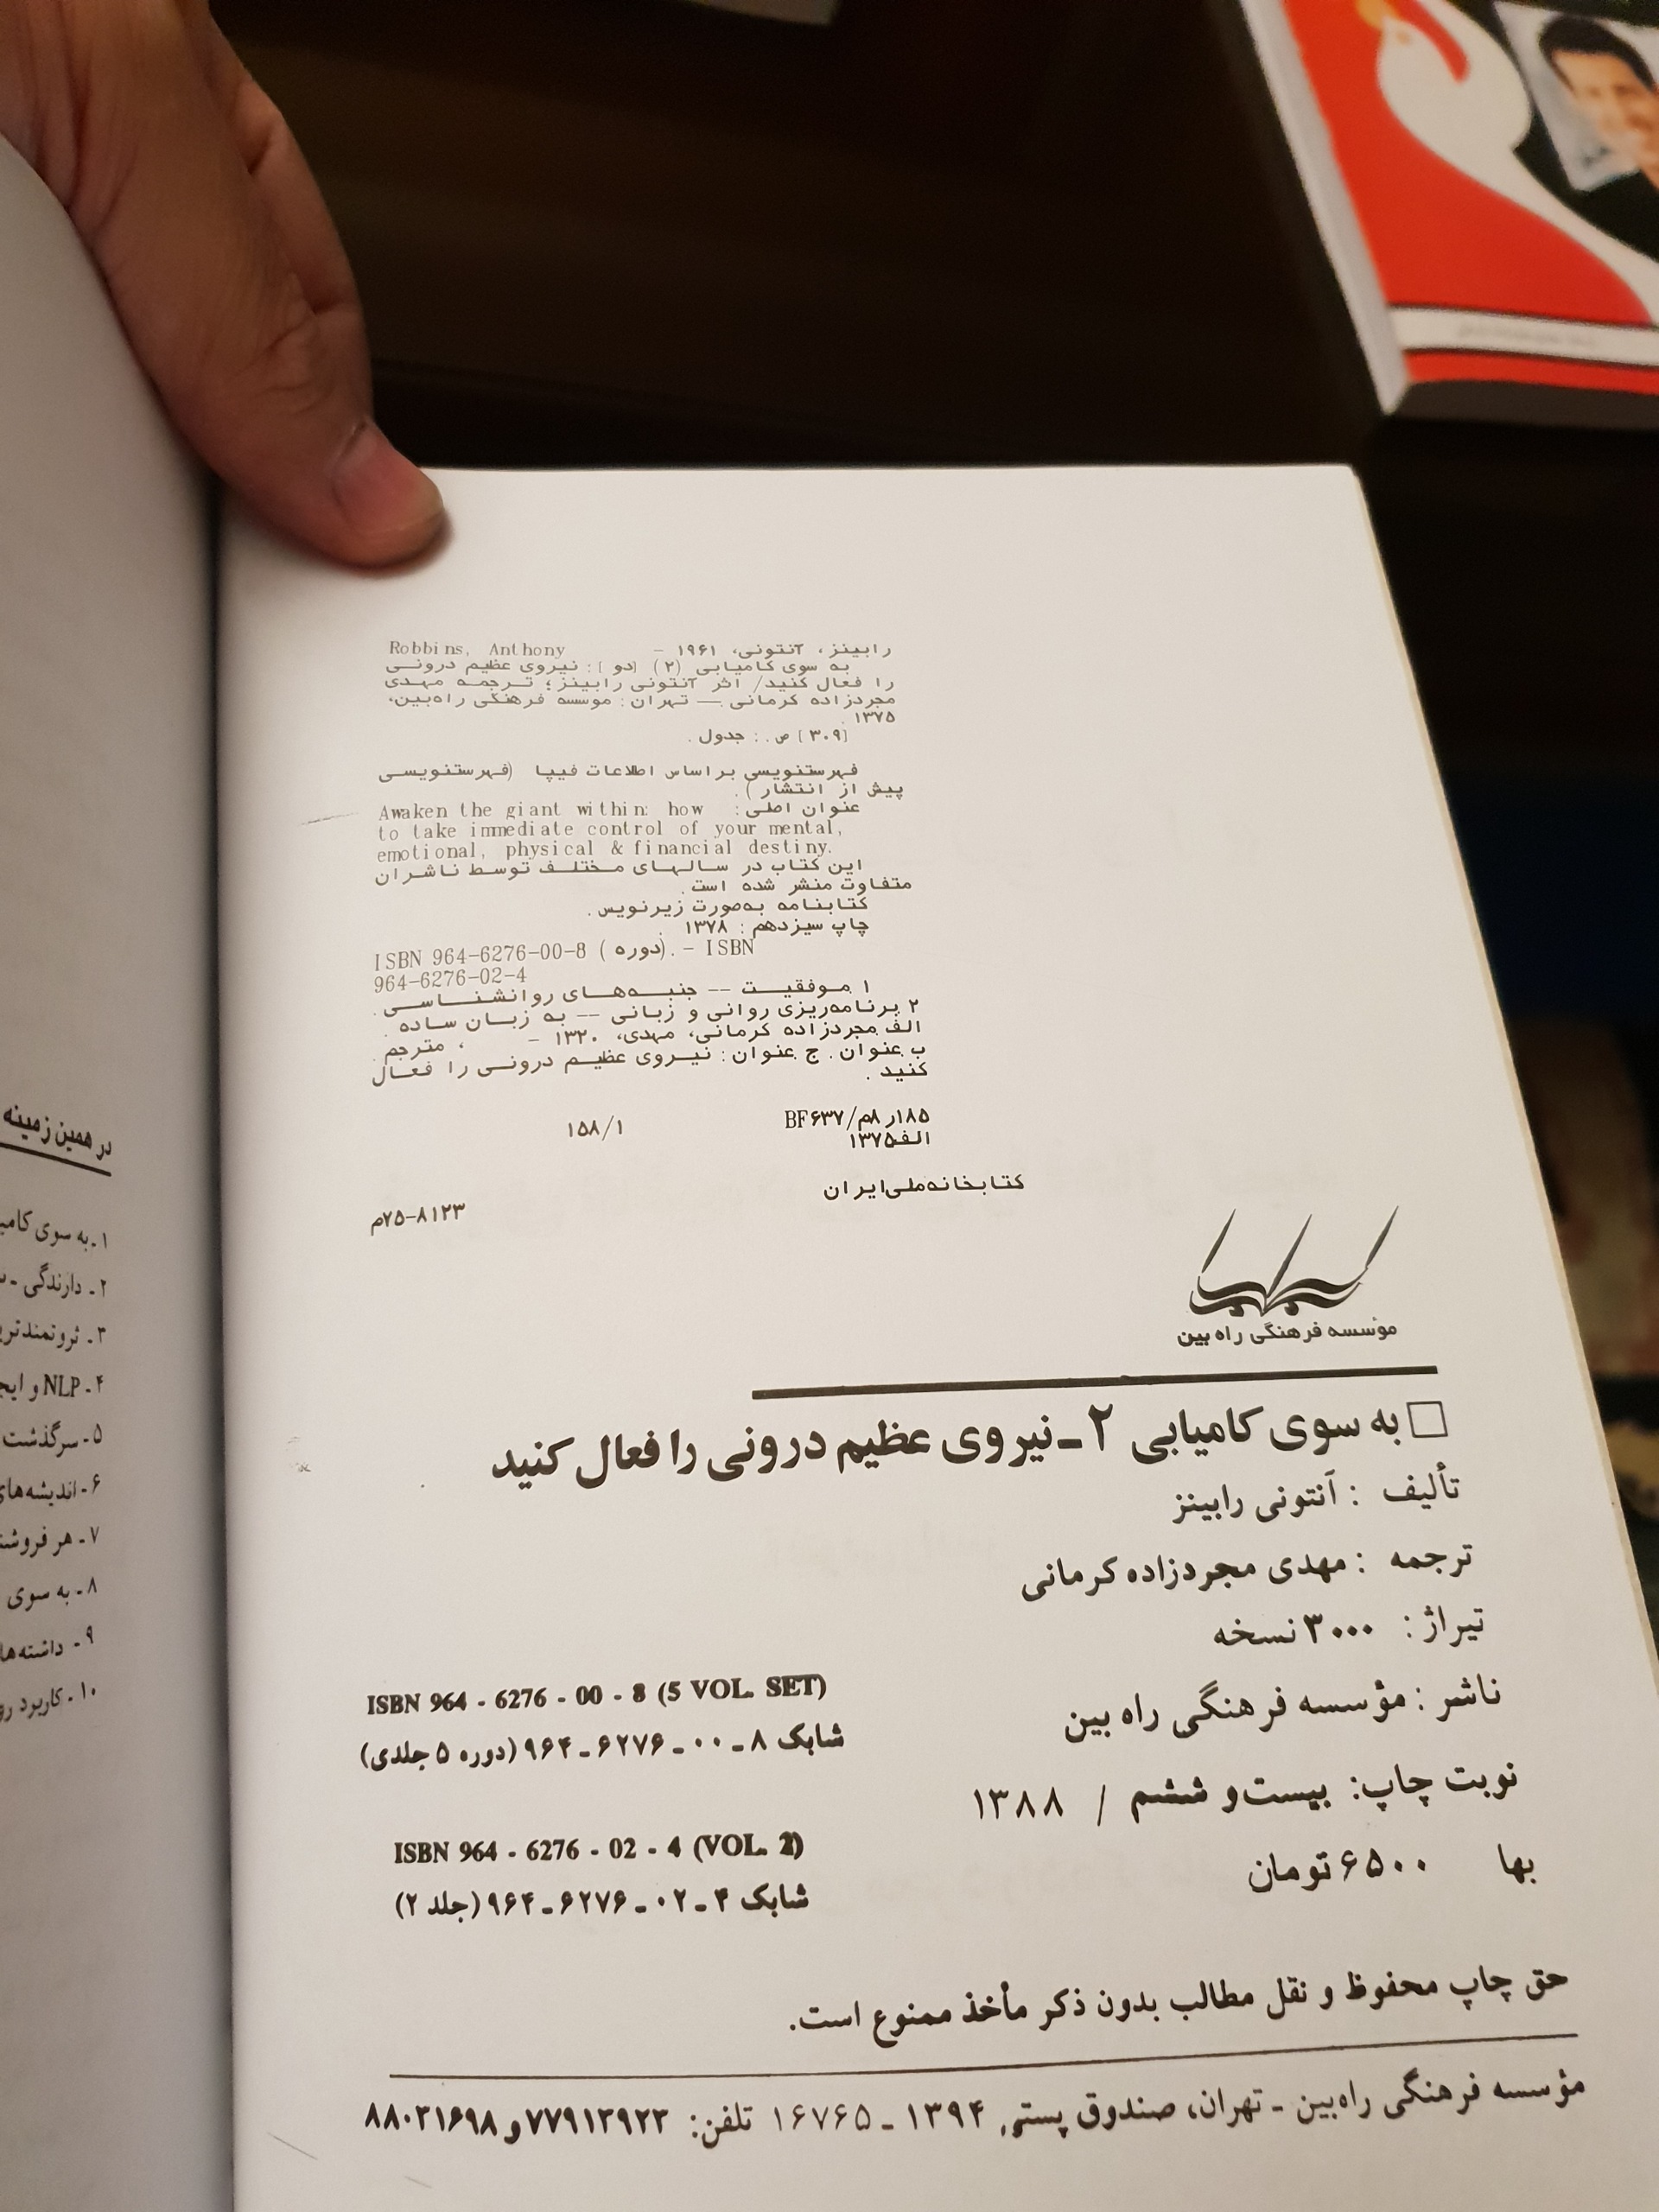 رابینز، آنتونی، ۱۹۶۱ - Robbins, Anthony
به سوی کامیابی (۲) [دو]: نیروی عظیم درونی
را فعال کنید/ اثر آنتونی رابینز؛ ترجمه مهدی
مجردزاده کرمانی.— تهران: موسسه فرهنگی راه‌بین،
۱۳۷۵.
[۳۰۹] ص.: جدول.
فهرستنویسی براساس اطلاعات فیپا (فهرستنویسی
پیش از انتشار).
عنوان اصلی: Awaken the giant within: how
to take immediate control of your mental,
emotional, physical & financial destiny.
این کتاب در سالهای مختلف توسط ناشران
متفاوت منشر شده است.
کتابنامه به‌صورت زیرنویس.
چاپ سیزدهم: ۱۳۷۸.
ISBN 964-6276-00-8 (دوره). - ISBN
964-6276-02-4
۱ موفقیت -- جنبه‌های روانشناسی.
۲ برنامه‌ریزی روانی و زبانی -- به زبان ساده.
الف.مجردزاده کرمانی، مهدی، ۱۳۲۰ - ، مترجم.
ب.عنوان. ج.عنوان: نیروی عظیم درونی را فعال
کنید.
۱۸۵ر۸م/BF۶۳۷ ۱۵۸/۱
الف۱۳۷۵
کتابخانه‌ملی‌ایران
۷۵-۸۱۲۳م
مؤسسه فرهنگی راه بین
□ به سوی کامیابی ۲ ـ نیروی عظیم درونی را فعال کنید
تألیف : آنتونی رابینز
ترجمه : مهدی مجردزاده کرمانی
تیراژ: ۳۰۰۰ نسخه
ناشر : مؤسسه فرهنگی راه بین
نوبت چاپ: بیست‌و ششم / ۱۳۸۸
بها ۶۵۰۰ تومان
ISBN 964 - 6276 - 00 - 8 (5 VOL. SET)
شابک ۸ ـ ۰۰ ـ ۶۲۷۶ ـ ۹۶۴ (دوره ۵ جلدی)
ISBN 964 - 6276 - 02 - 4 (VOL. 2)
شابک ۴ ـ ۰۲ ـ ۶۲۷۶ ـ ۹۶۴ (جلد ۲)
حق چاپ محفوظ و نقل مطالب بدون ذکر مأخذ ممنوع است.
مؤسسه فرهنگی راه‌بین ـ تهران، صندوق پستی ۱۳۹۴ ـ ۱۶۷۶۵ تلفن: ۷۷۹۱۳۹۲۳ و ۸۸۰۳۱۶۹۸
در همین زمینه
۱ ـ به سوی
۲ ـ دارندگی ـ
۳ ـ
۴ ـ NLP و
۵ ـ سرگذشت
۶ ـ اندیشه‌های
۷ ـ هر
۸ ـ به سوی
۹ ـ
۱۰ ـ کاربرد